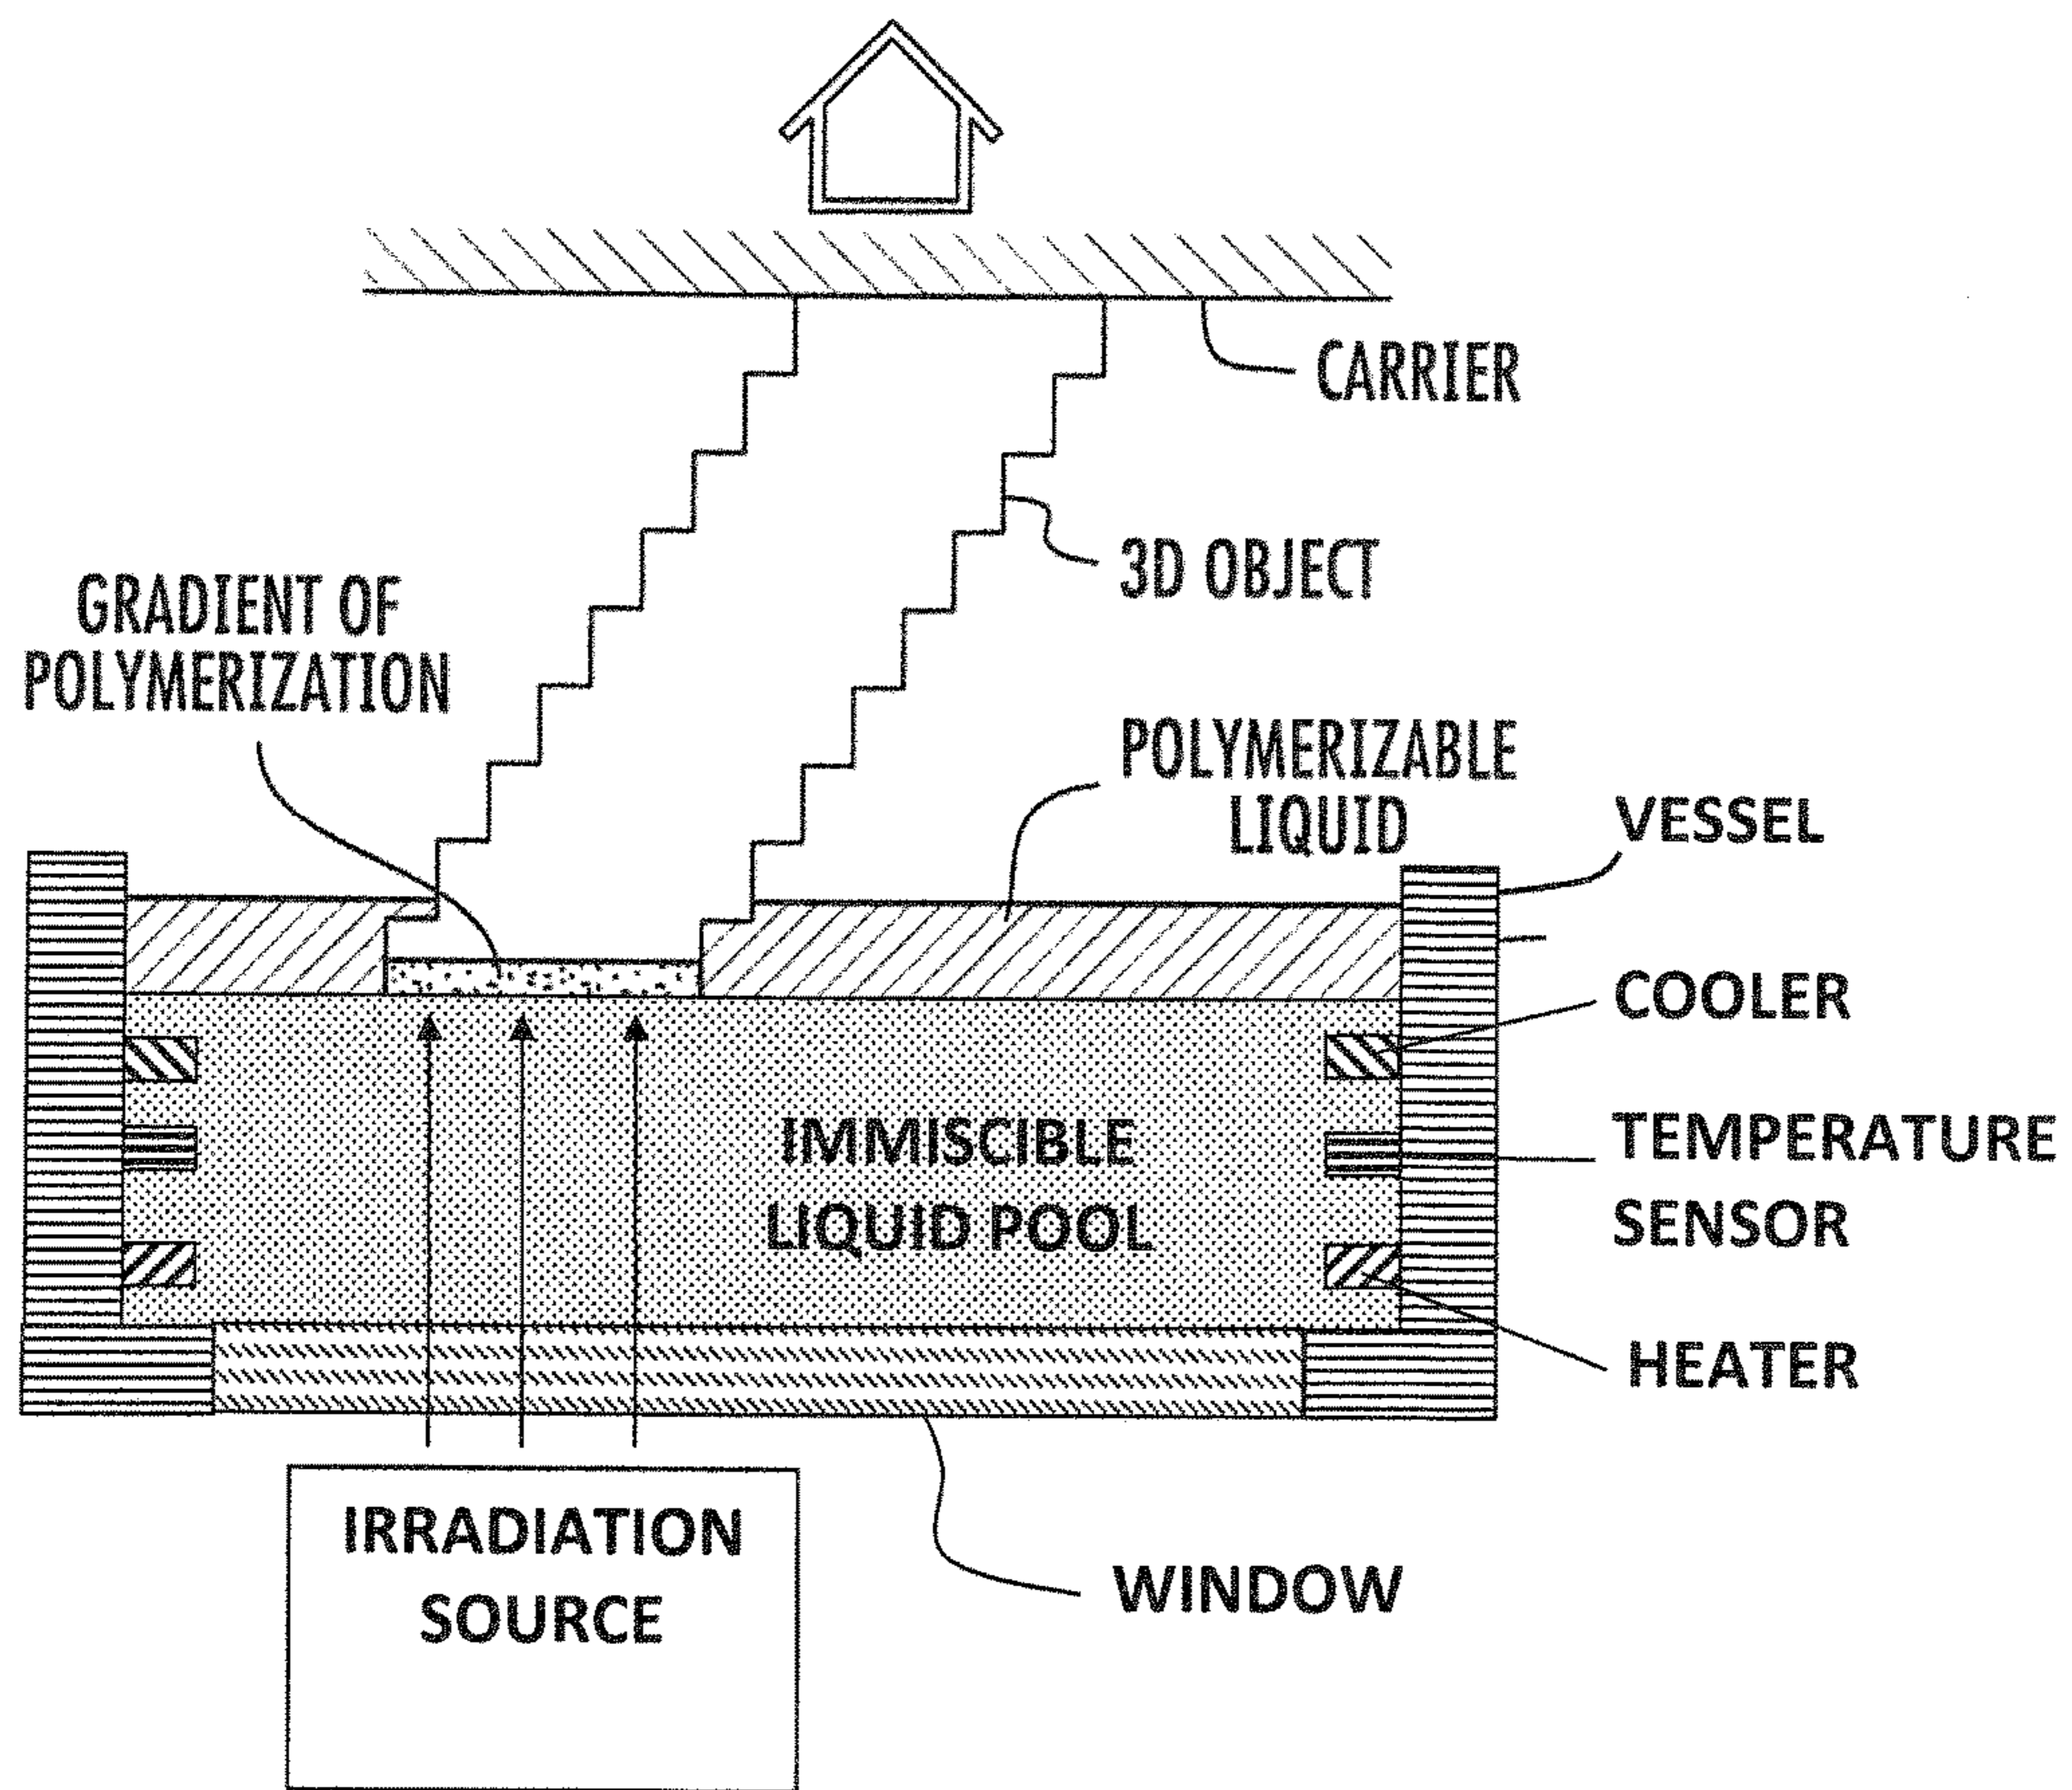 CARRIER
3D OBJECT
GRADIENT OF
POLYMERIZATION
POLYMERIZABLE
LIQUID
VESSEL
COOLER
IMMISCIBLE
LIQUID POOL
TEMPERATURE
SENSOR
HEATER
IRRADIATION
SOURCE
WINDOW